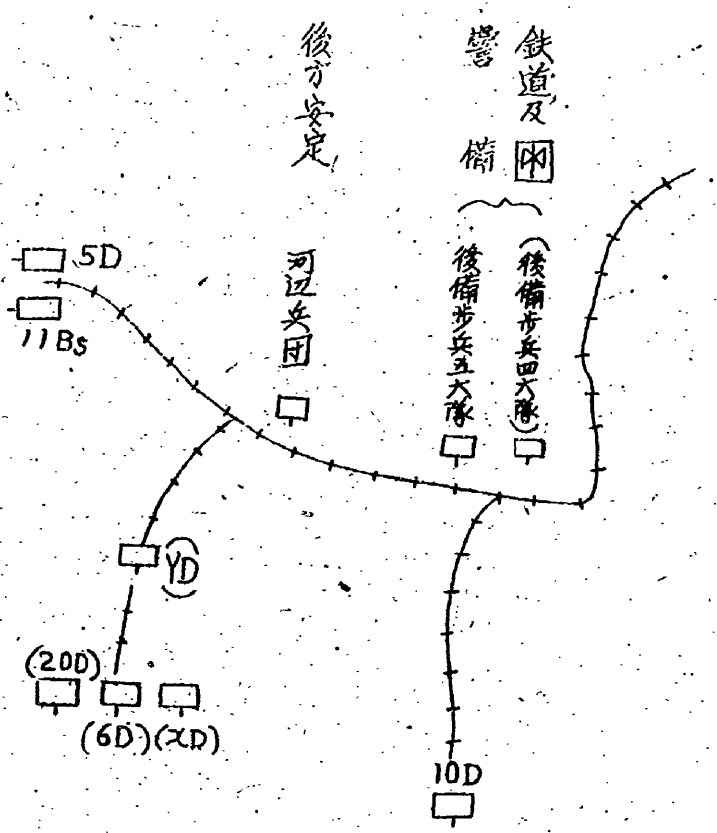 鉄道及
警備
(後備歩兵四大隊)
後備歩兵五大隊
後方安定
河辺兵団
5D
11Bs
(YD)
(20D)
(6D)
(XD)
10D